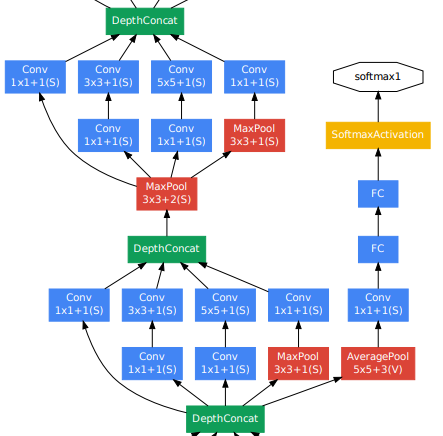 DepthConcat
Conv
1x1+1(S)
Conv
3x3+1(S)
Conv
5x5+1(S)
Conv
1x1+1(S)
softmax1
Conv
1x1+1(S)
Conv
1x1+1(S)
MaxPool
3x3+1(S)
SoftmaxActivation
MaxPool
3x3+2(S)
FC
DepthConcat
FC
Conv
1x1+1(S)
Conv
3x3+1(S)
Conv
5x5+1(S)
Conv
1x1+1(S)
Conv
1x1+1(S)
Conv
1x1+1(S)
Conv
1x1+1(S)
MaxPool
3x3+1(S)
AveragePool
5x5+3(V)
DepthConcat